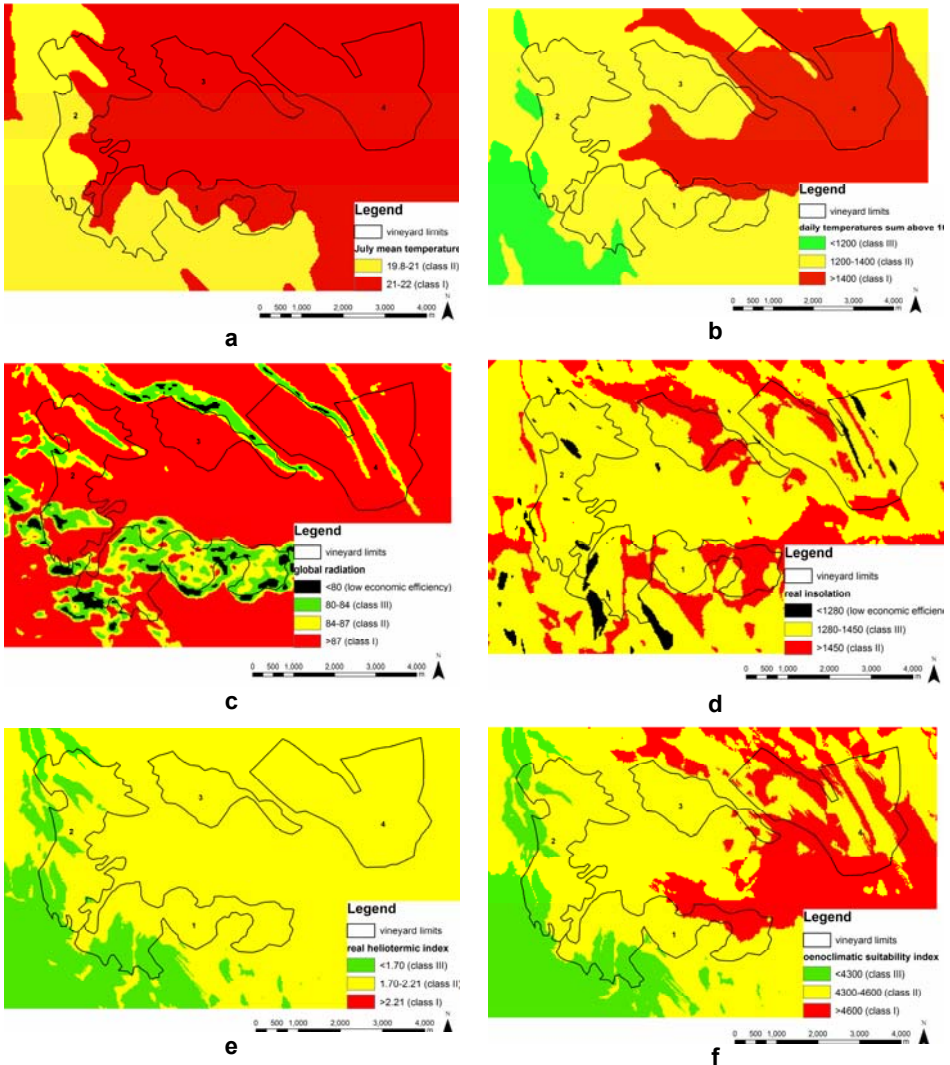 2
3
4
1
Legend
vineyard limits
July mean temperature
19.8-21 (class II)
21-22 (class I)
0 500 1,000 2,000 3,000 4,000
m
N
a
2
3
4
1
Legend
vineyard limits
daily temperatures sum above 1
<1200 (class III)
1200-1400 (class II)
>1400 (class I)
0 500 1,000 2,000 3,000 4,000
m
N
b
2
3
4
1
Legend
vineyard limits
global radiation
<80 (low economic efficiency)
80-84 (class III)
84-87 (class II)
>87 (class I)
0 500 1,000 2,000 3,000 4,000
m
N
c
2
3
4
1
Legend
vineyard limits
real insolation
<1280 (low economic efficien
1280-1450 (class III)
>1450 (class II)
0 500 1,000 2,000 3,000 4,000
m
N
d
2
3
4
1
Legend
vineyard limits
real heliotermic index
<1.70 (class III)
1.70-2.21 (class II)
>2.21 (class I)
0 500 1,000 2,000 3,000 4,000
m
N
e
2
3
4
1
Legend
vineyard limits
oenoclimatic suitability index
<4300 (class III)
4300-4600 (class II)
>4600 (class I)
0 500 1,000 2,000 3,000 4,000
m
N
f